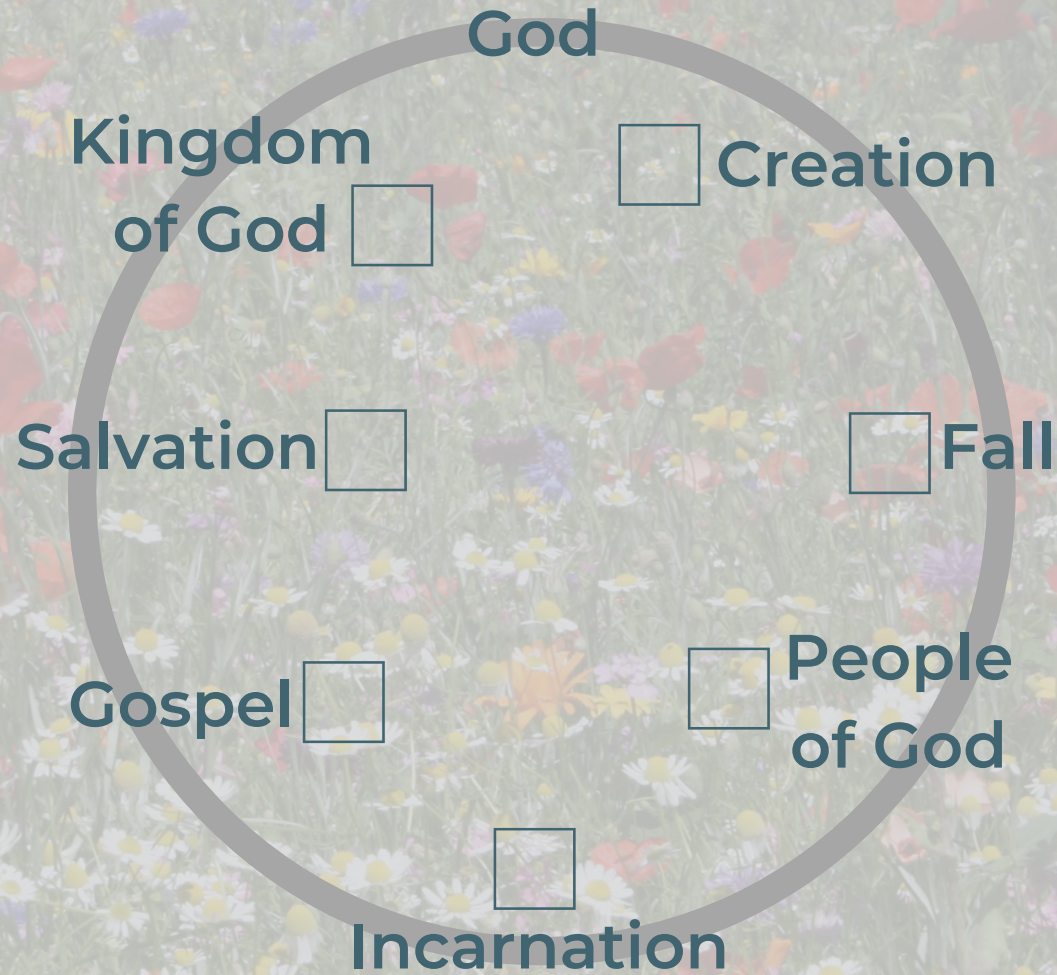 God
Creation
Fall
People
of God
Incarnation
Gospel
Salvation
Kingdom
of God